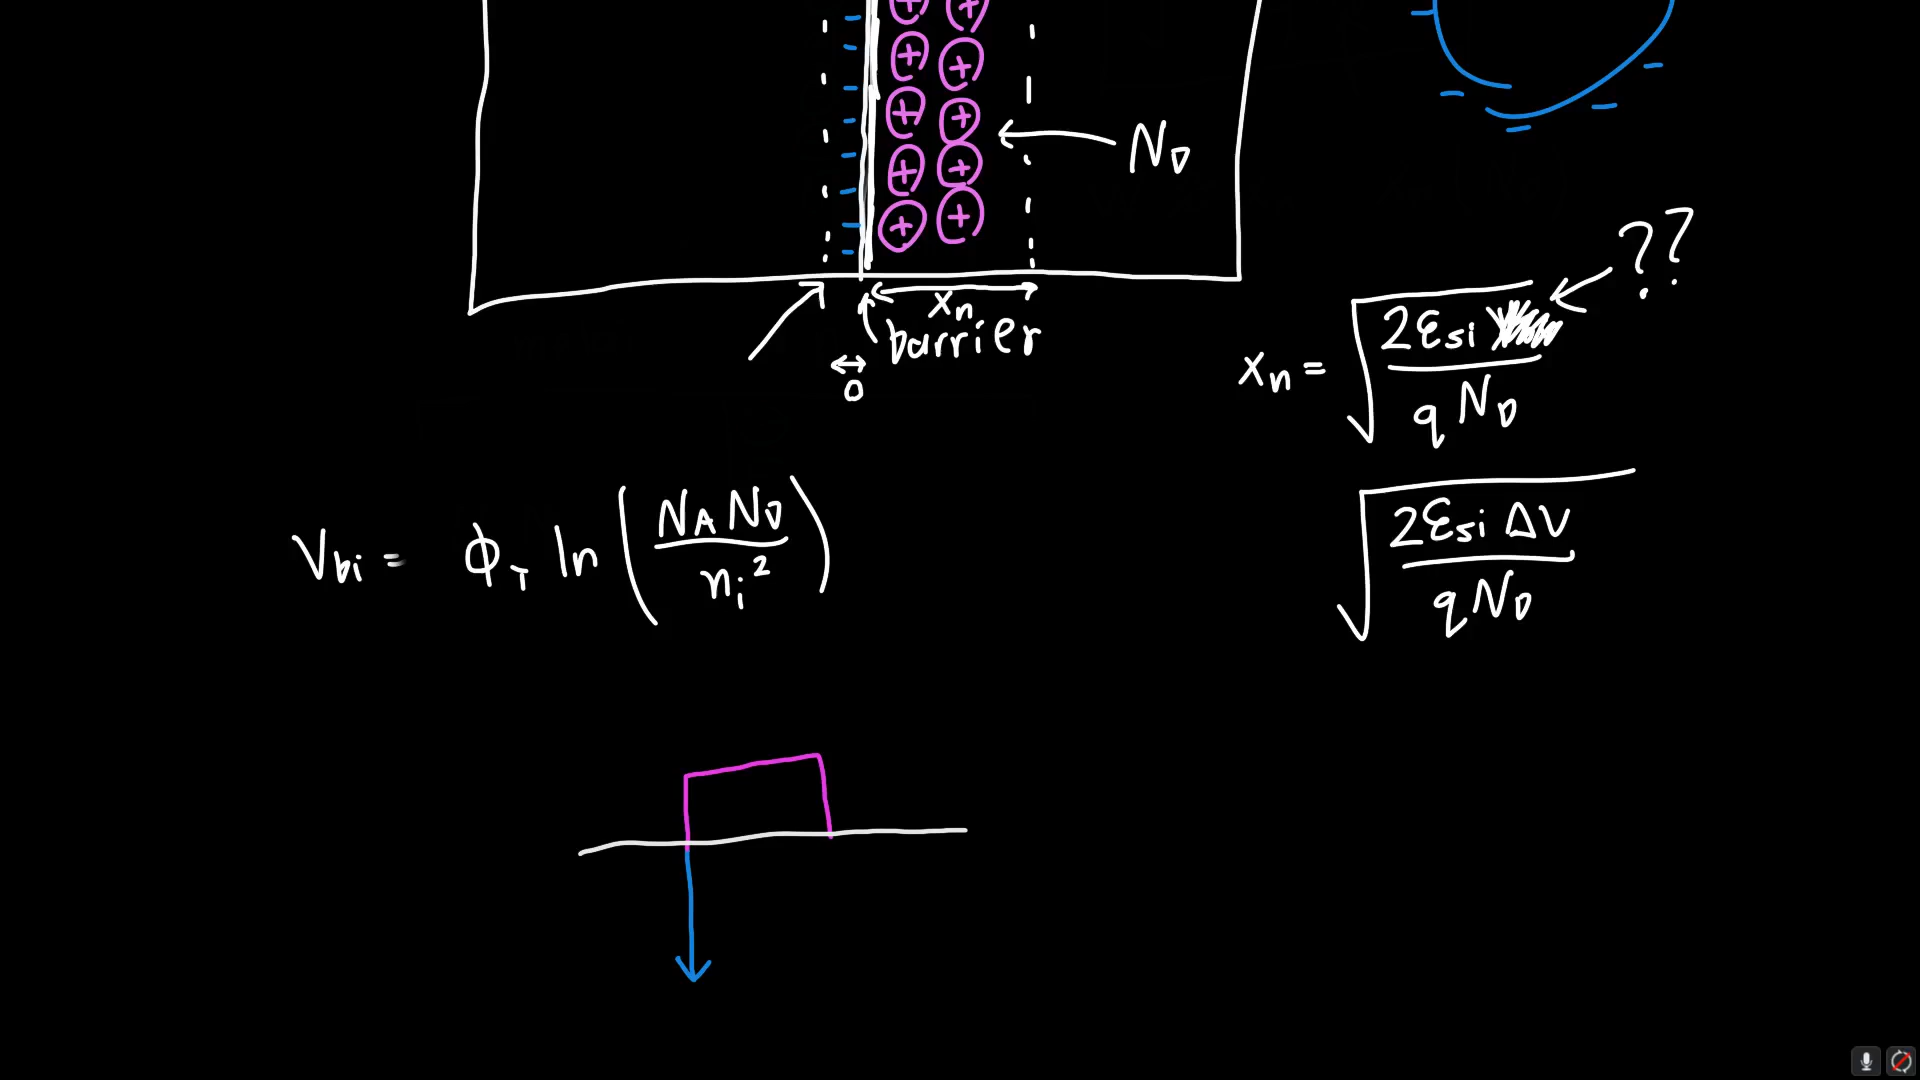 + +
+ +
+ +
+ +
+ +
N_D
x_n
barrier
0
??
x_n = √(2ε_si / qN_D)
V_bi = ϕ_T ln(N_A N_D / n_i²)
√(2ε_si ΔV / qN_D)